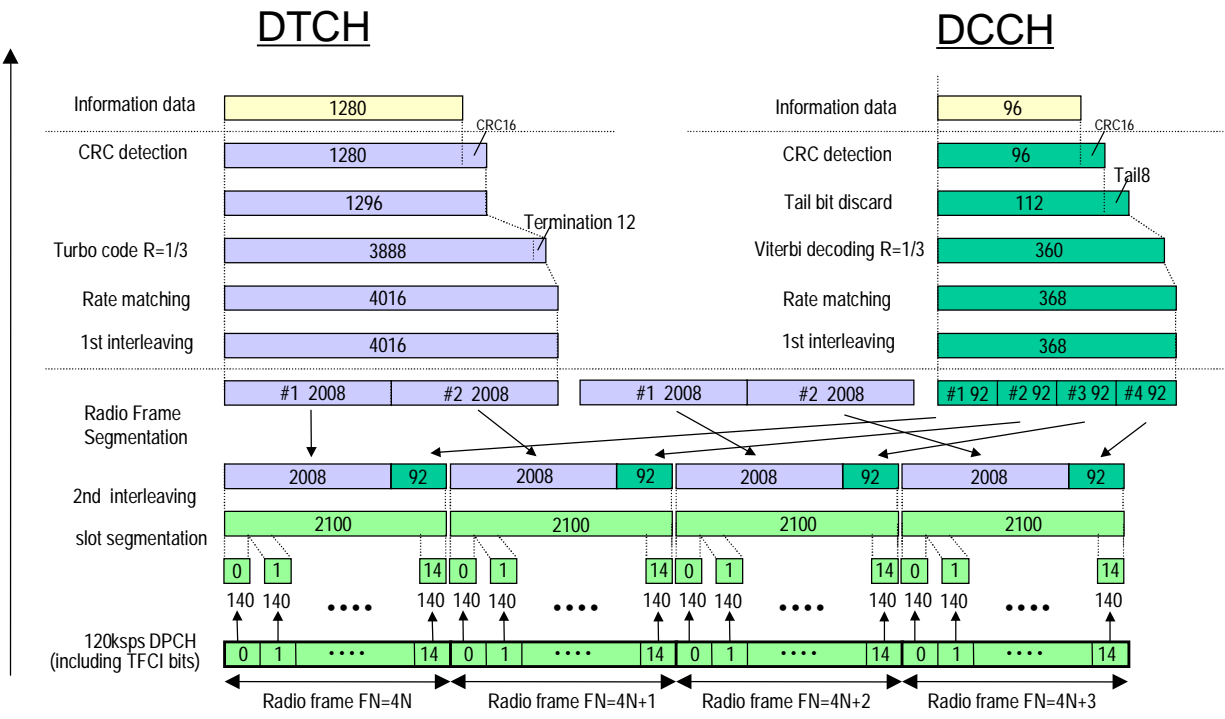 DTCH DCCH
Information data 1280 Information data 96
CRC16 CRC16
CRC detection 1280 CRC detection 96
Tail8
1296 Tail bit discard 112
Termination 12
Turbo code R=1/3 3888 Viterbi decoding R=1/3 360
Rate matching 4016 Rate matching 368
1st interleaving 4016 1st interleaving 368
#1 2008 #2 2008 #1 2008 #2 2008 #1 92 #2 92 #3 92 #4 92
Radio Frame
Segmentation
2008 92 2008 92 2008 92 2008 92
2nd interleaving
2100 2100 2100 2100
slot segmentation
0 1 14 0 1 14 0 1 14 0 1 14
140 140 •••• 140 140 140 •••• 140 140 140 •••• 140 140 140 •••• 140
120ksps DPCH
(including TFCI bits)
0 1 •••• 14 0 1 •••• 14 0 1 •••• 14 0 1 •••• 14
Radio frame FN=4N Radio frame FN=4N+1 Radio frame FN=4N+2 Radio frame FN=4N+3